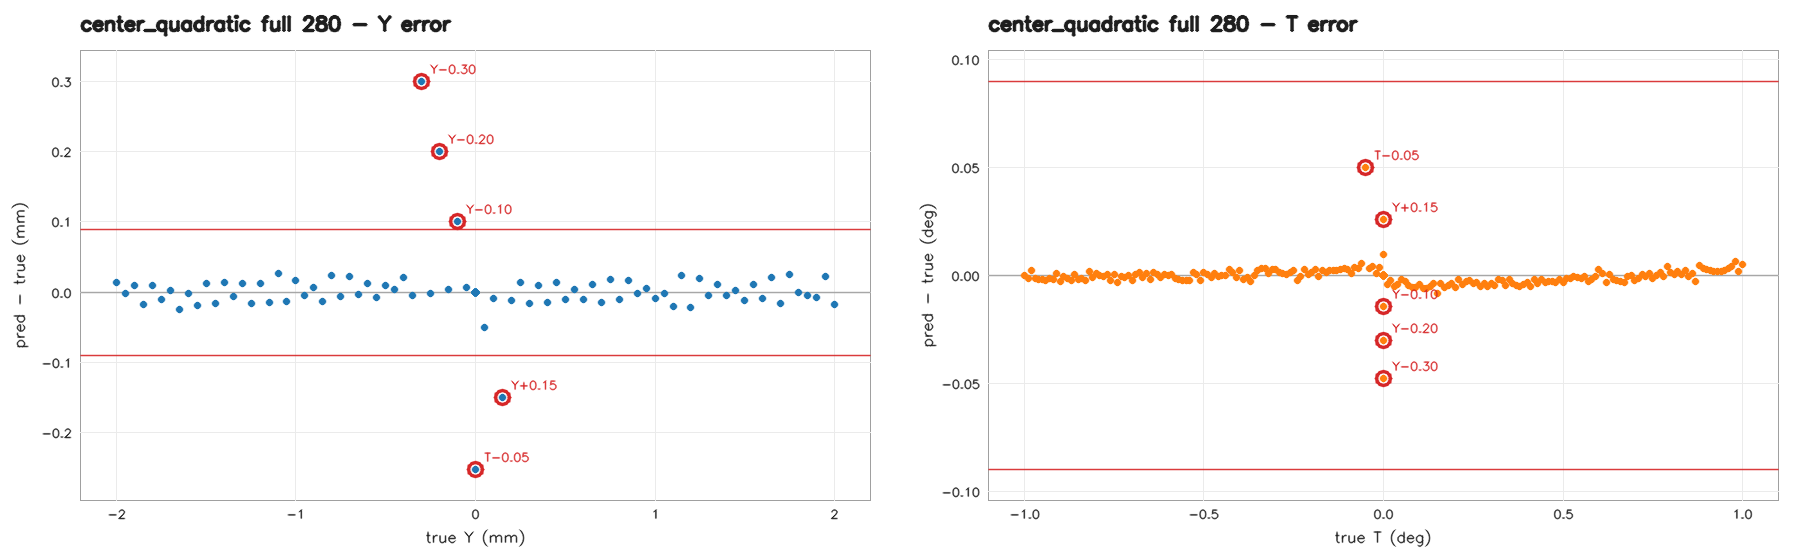 center_quadratic full 280 − Y error
pred − true (mm)
0.3
0.2
0.1
0.0
−0.1
−0.2
Y−0.30
Y−0.20
Y−0.10
Y+0.15
T−0.05
−2
−1
0
1
2
true Y (mm)
center_quadratic full 280 − T error
pred − true (deg)
0.10
0.05
0.00
−0.05
−0.10
T−0.05
Y+0.15
Y−0.10
Y−0.20
Y−0.30
−1.0
−0.5
0.0
0.5
1.0
true T (deg)